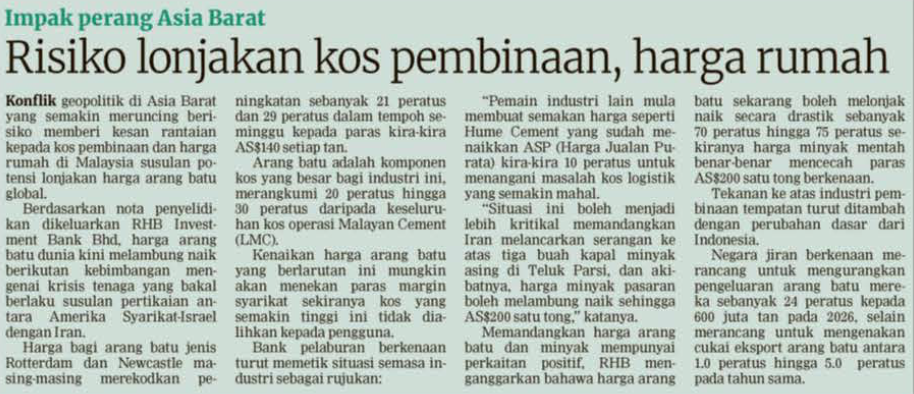 Impak perang Asia Barat
Risiko lonjakan kos pembinaan, harga rumah
Konflik geopolitik di Asia Barat
yang semakin meruncing beri-
siko memberi kesan rantaian
kepada kos pembinaan dan harga
rumah di Malaysia susulan po-
tensi lonjakan harga arang batu
global.
Berdasarkan nota penyelidi-
kan dikeluarkan RHB Invest-
ment Bank Bhd, harga arang
batu dunia kini melambung naik
berikutan kebimbangan men-
genai krisis tenaga yang bakal
berlaku susulan pertikaian an-
tara Amerika Syarikat-Israel
dengan Iran.
Harga bagi arang batu jenis
Rotterdam dan Newcastle ma-
sing-masing merekodkan pe-
ningkatan sebanyak 21 peratus
dan 29 peratus dalam tempoh se-
minggu kepada paras kira-kira
AS$140 setiap tan.
Arang batu adalah komponen
kos yang besar bagi industri ini,
merangkumi 20 peratus hingga
30 peratus daripada keseluru-
han kos operasi Malayan Cement
(LMC).
Kenaikan harga arang batu
yang berlarutan ini mungkin
akan menekan paras margin
syarikat sekiranya kos yang
semakin tinggi ini tidak dia-
lihkan kepada pengguna.
Bank pelaburan berkenaan
turut memetik situasi semasa in-
dustri sebagai rujukan:
“Pemain industri lain mula
membuat semakan harga seperti
Hume Cement yang sudah me-
naikkan ASP (Harga Jualan Pu-
rata) kira-kira 10 peratus untuk
menangani masalah kos logistik
yang semakin mahal.
“Situasi ini boleh menjadi
lebih kritikal memandangkan
Iran melancarkan serangan ke
atas tiga buah kapal minyak
asing di Teluk Parsi, dan aki-
batnya, harga minyak pasaran
boleh melambung naik sehingga
AS$200 satu tong,” katanya.
Memandangkan harga arang
batu dan minyak mempunyai
perkaitan positif, RHB men-
ganggarkan bahawa harga arang
batu sekarang boleh melonjak
naik secara drastik sebanyak
70 peratus hingga 75 peratus se-
kiranya harga minyak mentah
benar-benar mencecah paras
AS$200 satu tong berkenaan.
Tekanan ke atas industri pem-
binaan tempatan turut ditambah
dengan perubahan dasar dari
Indonesia.
Negara jiran berkenaan me-
rancang untuk mengurangkan
pengeluaran arang batu mere-
ka sebanyak 24 peratus kepada
600 juta tan pada 2026, selain
merancang untuk mengenakan
cukai eksport arang batu antara
1.0 peratus hingga 5.0 peratus
pada tahun sama.